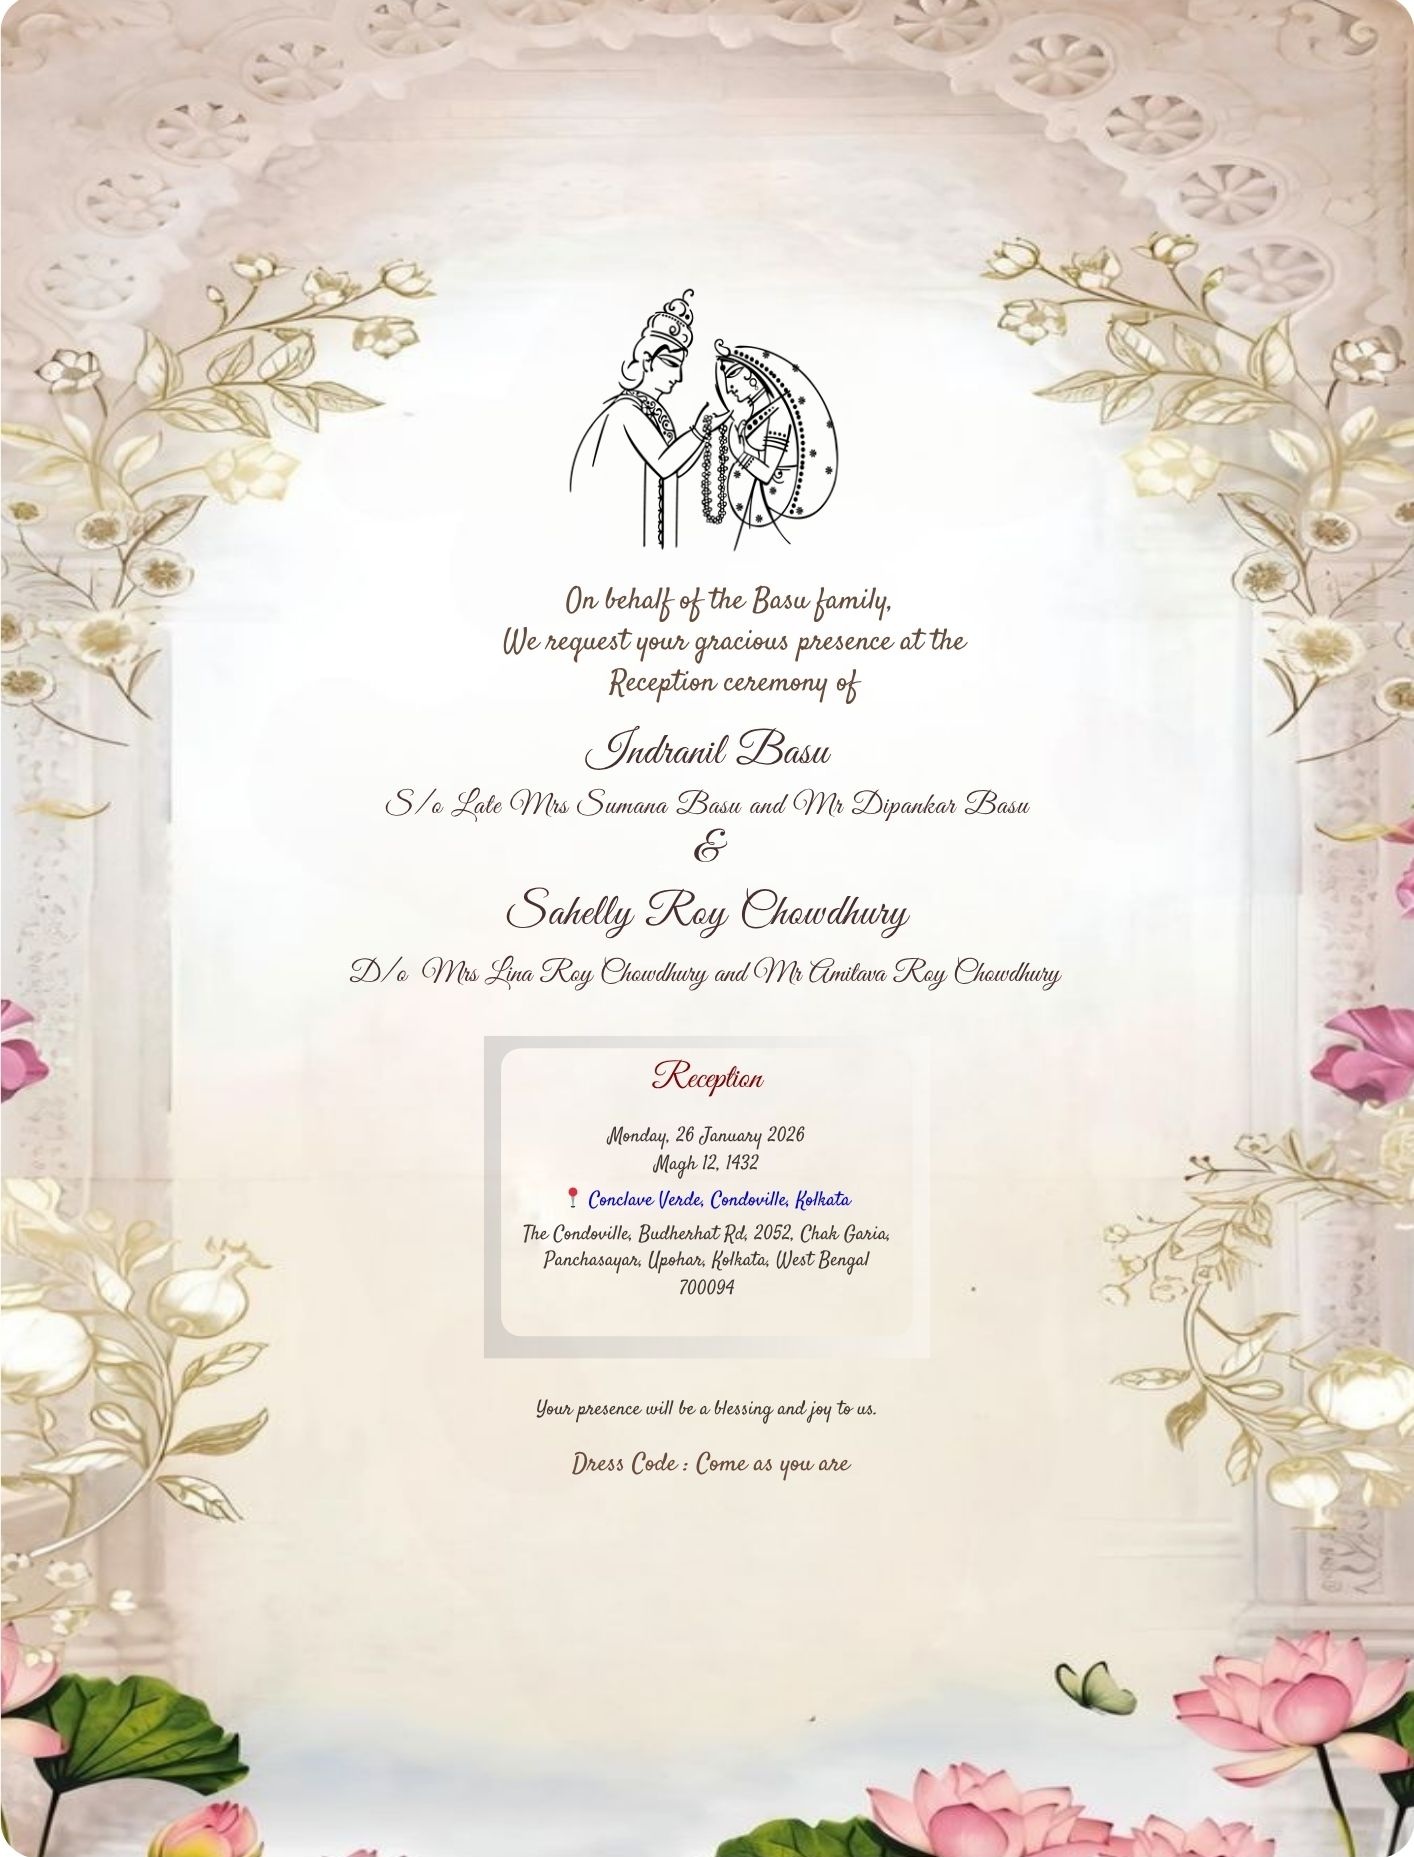 On behalf of the Basu family,
We request your gracious presence at the
Reception ceremony of
Indranil Basu
S/o Late Mrs Sumana Basu and Mr Dipankar Basu
&
Sahelly Roy Chowdhury
D/o Mrs Lina Roy Chowdhury and Mr Amitava Roy Chowdhury
Reception
Monday, 26 January 2026
Magh 12, 1432
📍 Conclave Verde, Condoville, Kolkata
The Condoville, Budherhat Rd, 2052, Chak Garia,
Panchasayar, Upohar, Kolkata, West Bengal
700094
Your presence will be a blessing and joy to us.
Dress Code : Come as you are